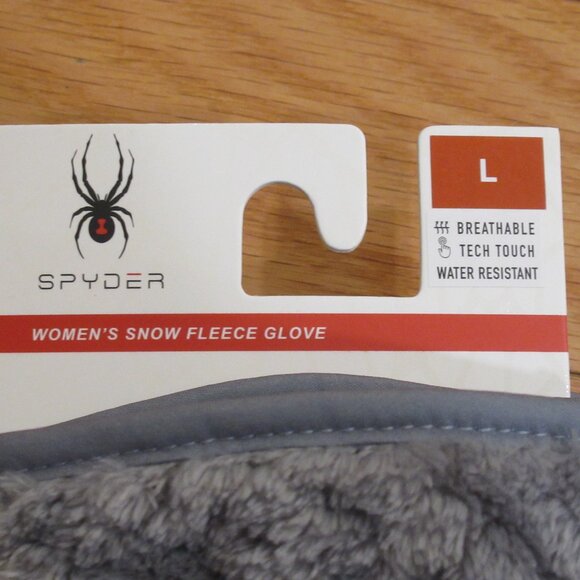 SPYDER
WOMEN'S SNOW FLEECE GLOVE
L
BREATHABLE
TECH TOUCH
WATER RESISTANT